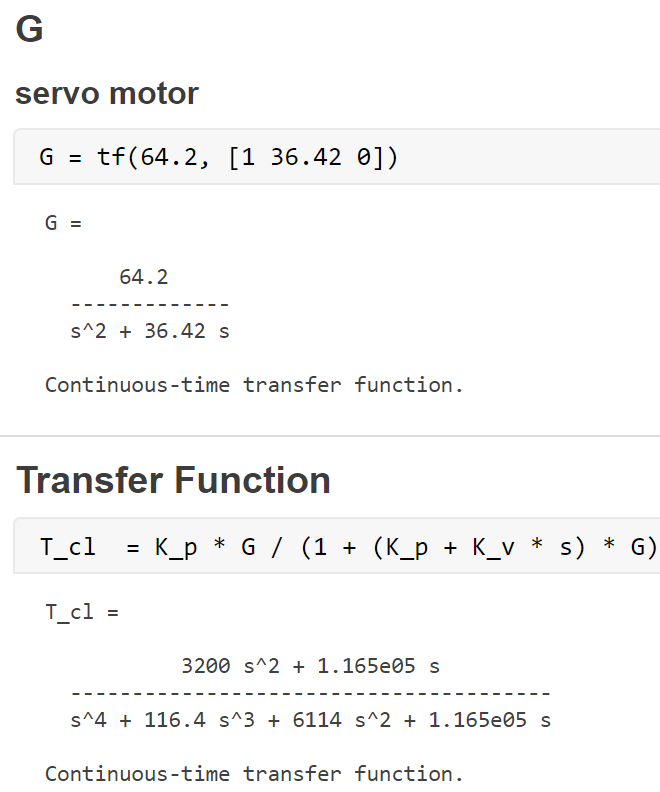 G
servo motor
G = tf(64.2, [1 36.42 0])
G =
64.2
-------------
s^2 + 36.42 s
Continuous-time transfer function.
Transfer Function
T_cl  = K_p * G / (1 + (K_p + K_v * s) * G)
T_cl =
3200 s^2 + 1.165e05 s
---------------------------------------
s^4 + 116.4 s^3 + 6114 s^2 + 1.165e05 s
Continuous-time transfer function.